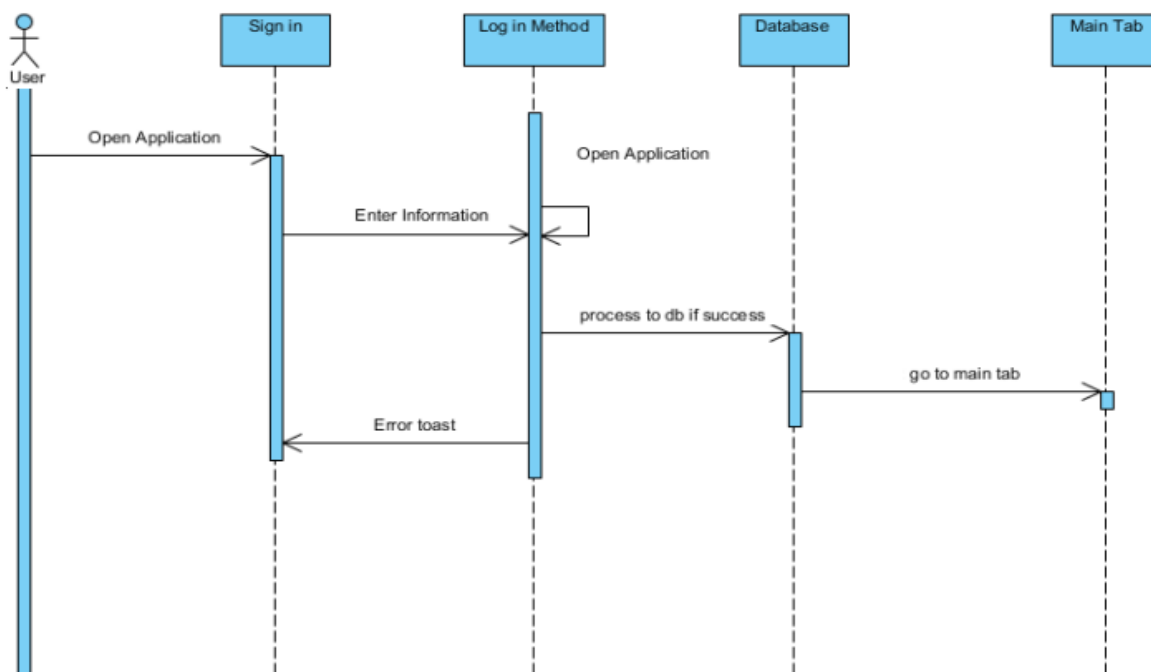 Sign in
Log in Method
Database
Main Tab
User
Open Application
Open Application
Enter Information
process to db if success
go to main tab
Error toast